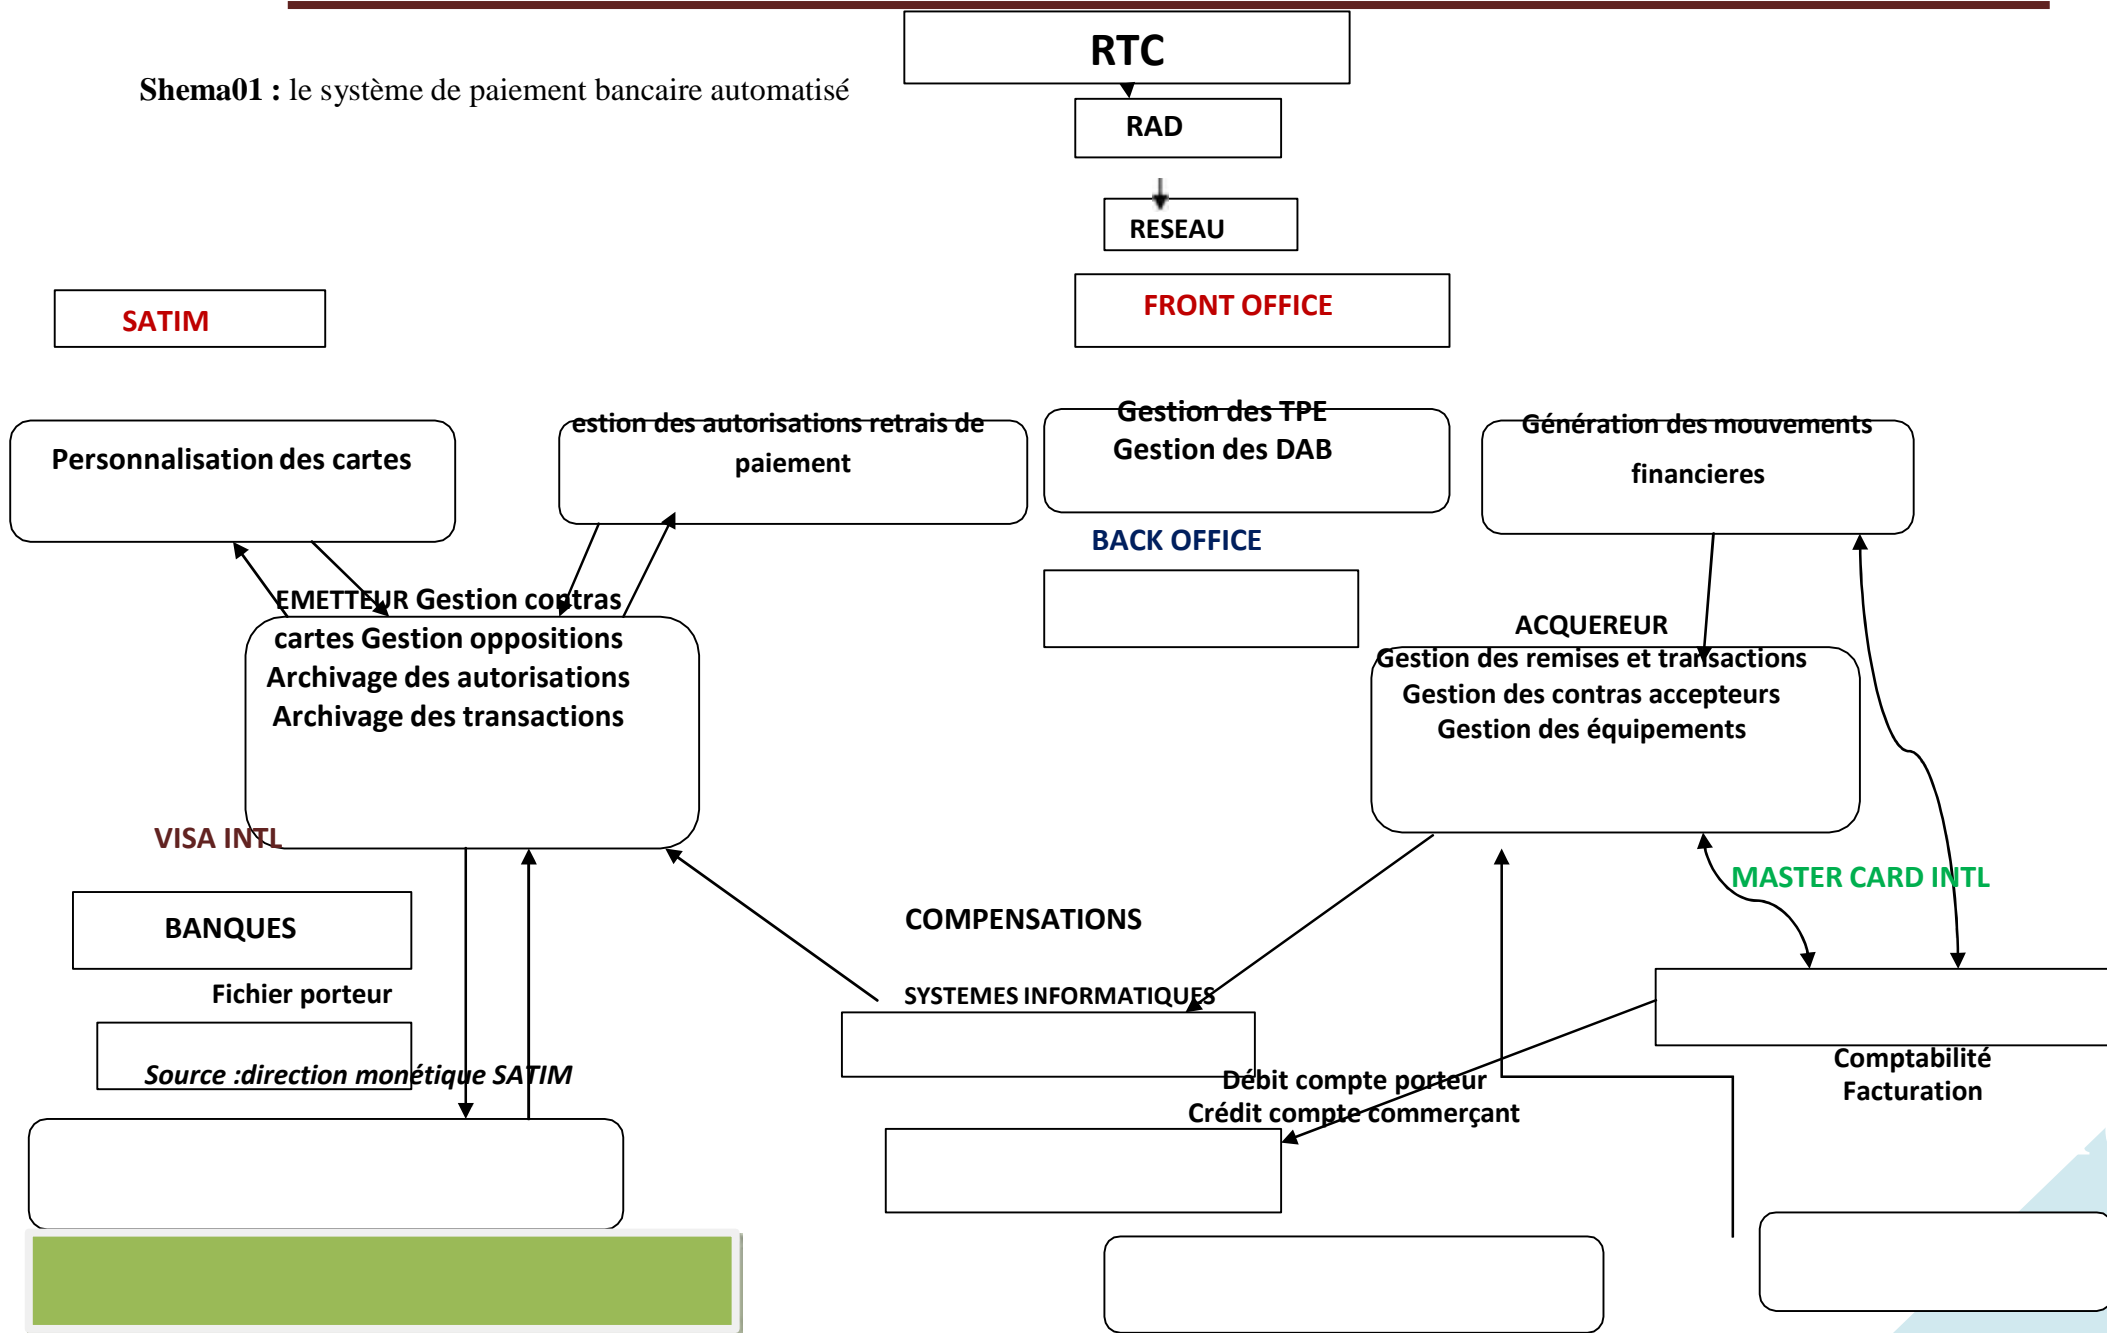 RTC
Shema01 : le système de paiement bancaire automatisé
RAD
RESEAU
SATIM
FRONT OFFICE
Personnalisation des cartes
estion des autorisations retrais de
paiement
Gestion des TPE
Gestion des DAB
Génération des mouvements
financieres
BACK OFFICE
EMETTEUR Gestion contras
cartes Gestion oppositions
Archivage des autorisations
Archivage des transactions
ACQUEREUR
Gestion des remises et transactions
Gestion des contras accepteurs
Gestion des équipements
VISA INTL
MASTER CARD INTL
BANQUES
COMPENSATIONS
Fichier porteur
SYSTEMES INFORMATIQUES
Source :direction monétique SATIM
Débit compte porteur
Crédit compte commerçant
Comptabilité
Facturation